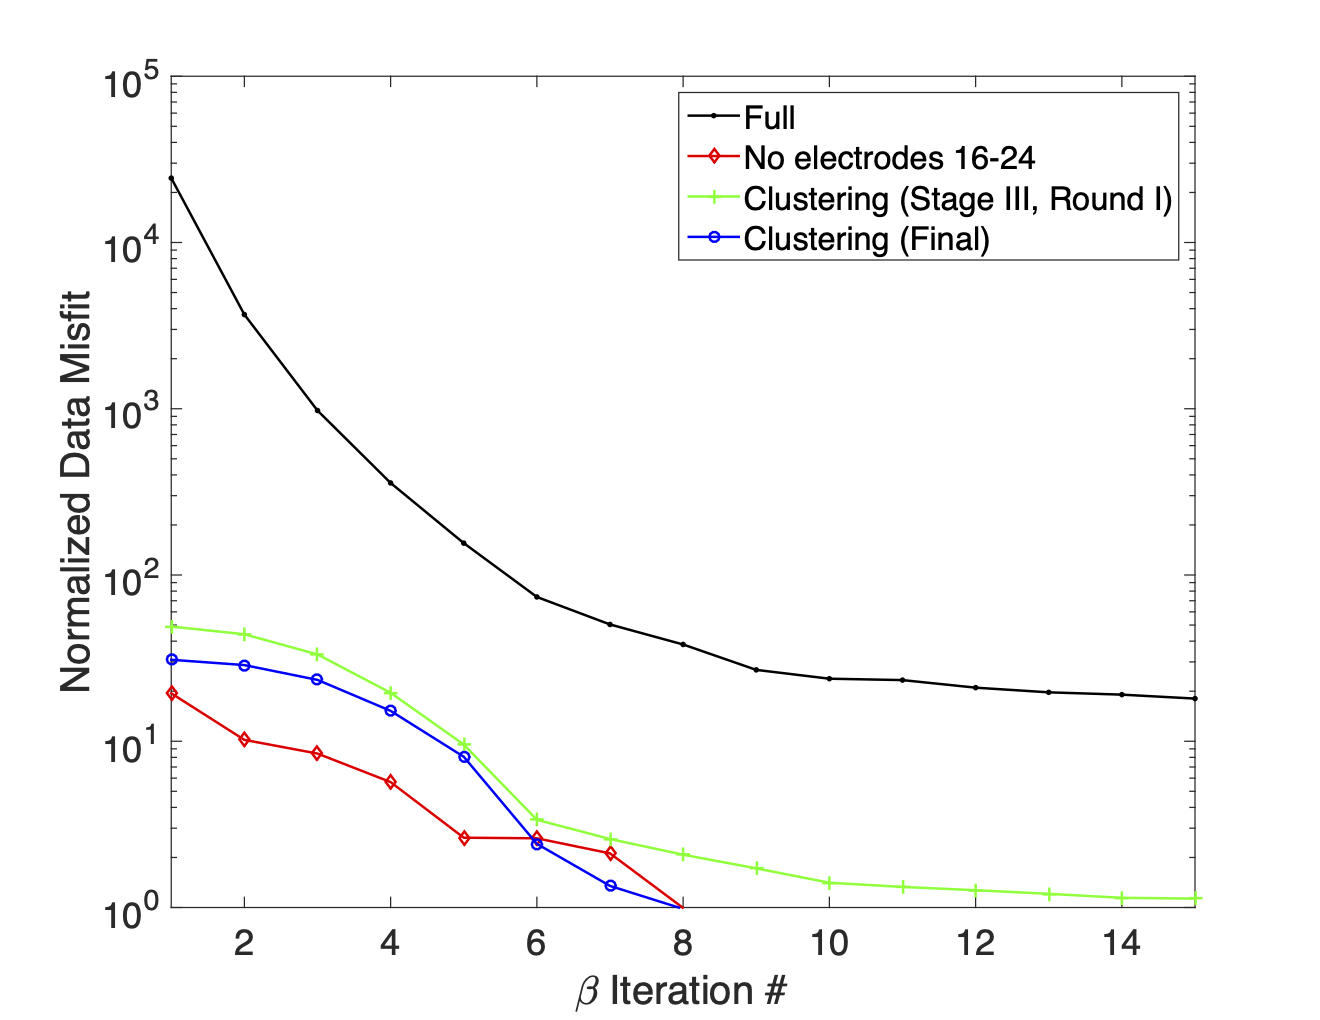 10^5
10^4
10^3
10^2
10^1
10^0
Normalized Data Misfit
Full
No electrodes 16-24
Clustering (Stage III, Round I)
Clustering (Final)
2 4 6 8 10 12 14
β Iteration #